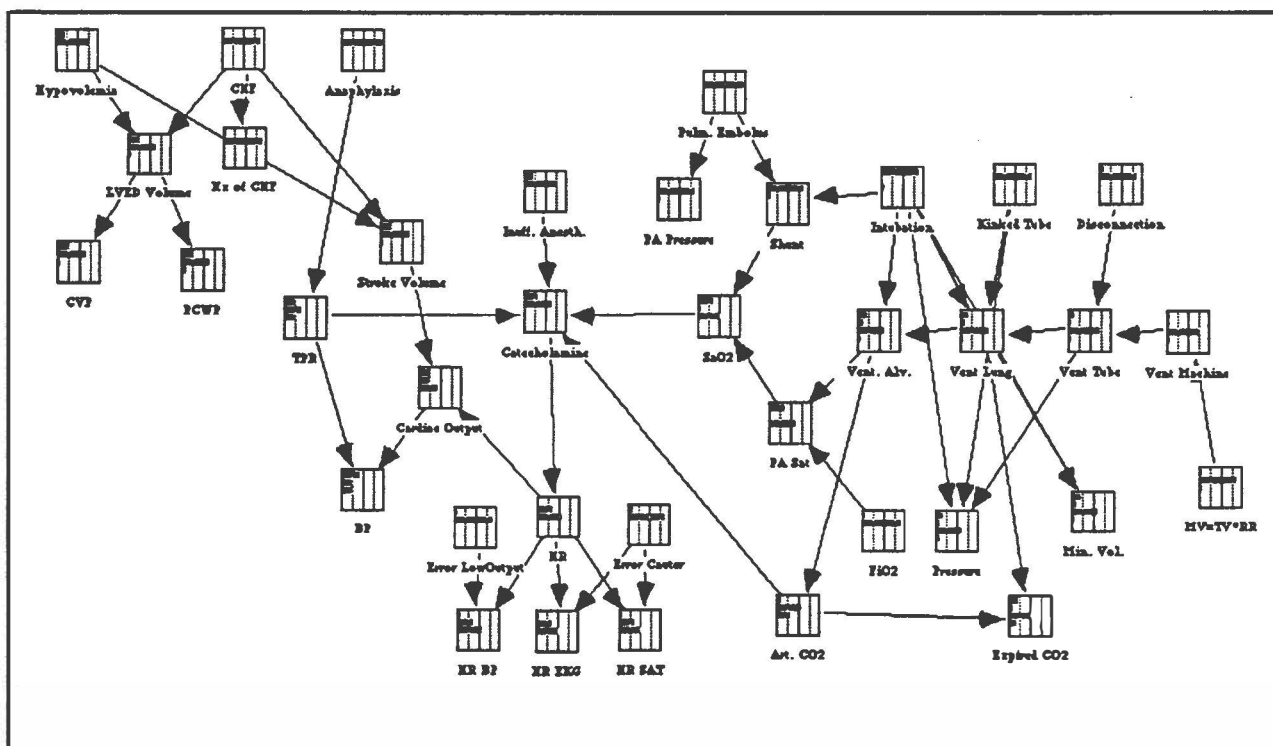 Hypovolemia
CHF
Anaphylaxis
Pulm. Embolus
LVED Volume
Hx of CHF
Insuff. Anesth.
PA Pressure
Shunt
Intubation
Kinked Tube
Disconnection
CVP
PCWP
Stroke Volume
TPR
Catecholamine
SaO2
Vent. Alv.
Vent Lung
Vent Tube
Vent Machine
Cardiac Output
PA Sat
BP
HR
Error LowOutput
Error Cauter
FiO2
Pressure
Min. Vol.
MV=TV*RR
HR BP
HR EKG
HR SAT
Art. CO2
Expired CO2